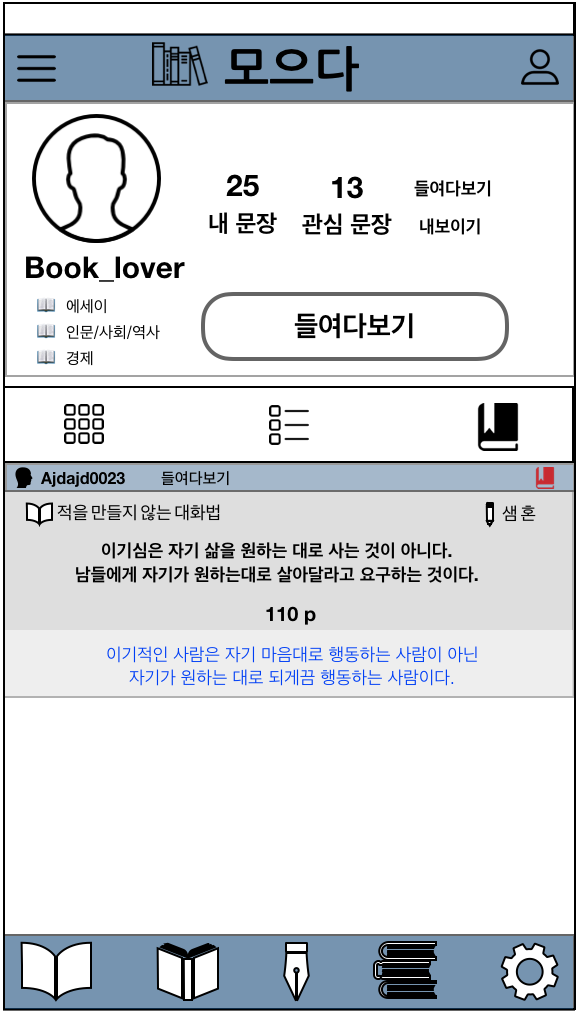 모으다
25
13
들여다보기
내 문장
관심 문장
내보이기
Book_lover
에세이
인문/사회/역사
경제
들여다보기
Ajdajd0023 들여다보기
적을 만들지 않는 대화법
샘 혼
이기심은 자기 삶을 원하는 대로 사는 것이 아니다.
남들에게 자기가 원하는대로 살아달라고 요구하는 것이다.
110 p
이기적인 사람은 자기 마음대로 행동하는 사람이 아닌
자기가 원하는 대로 되게끔 행동하는 사람이다.